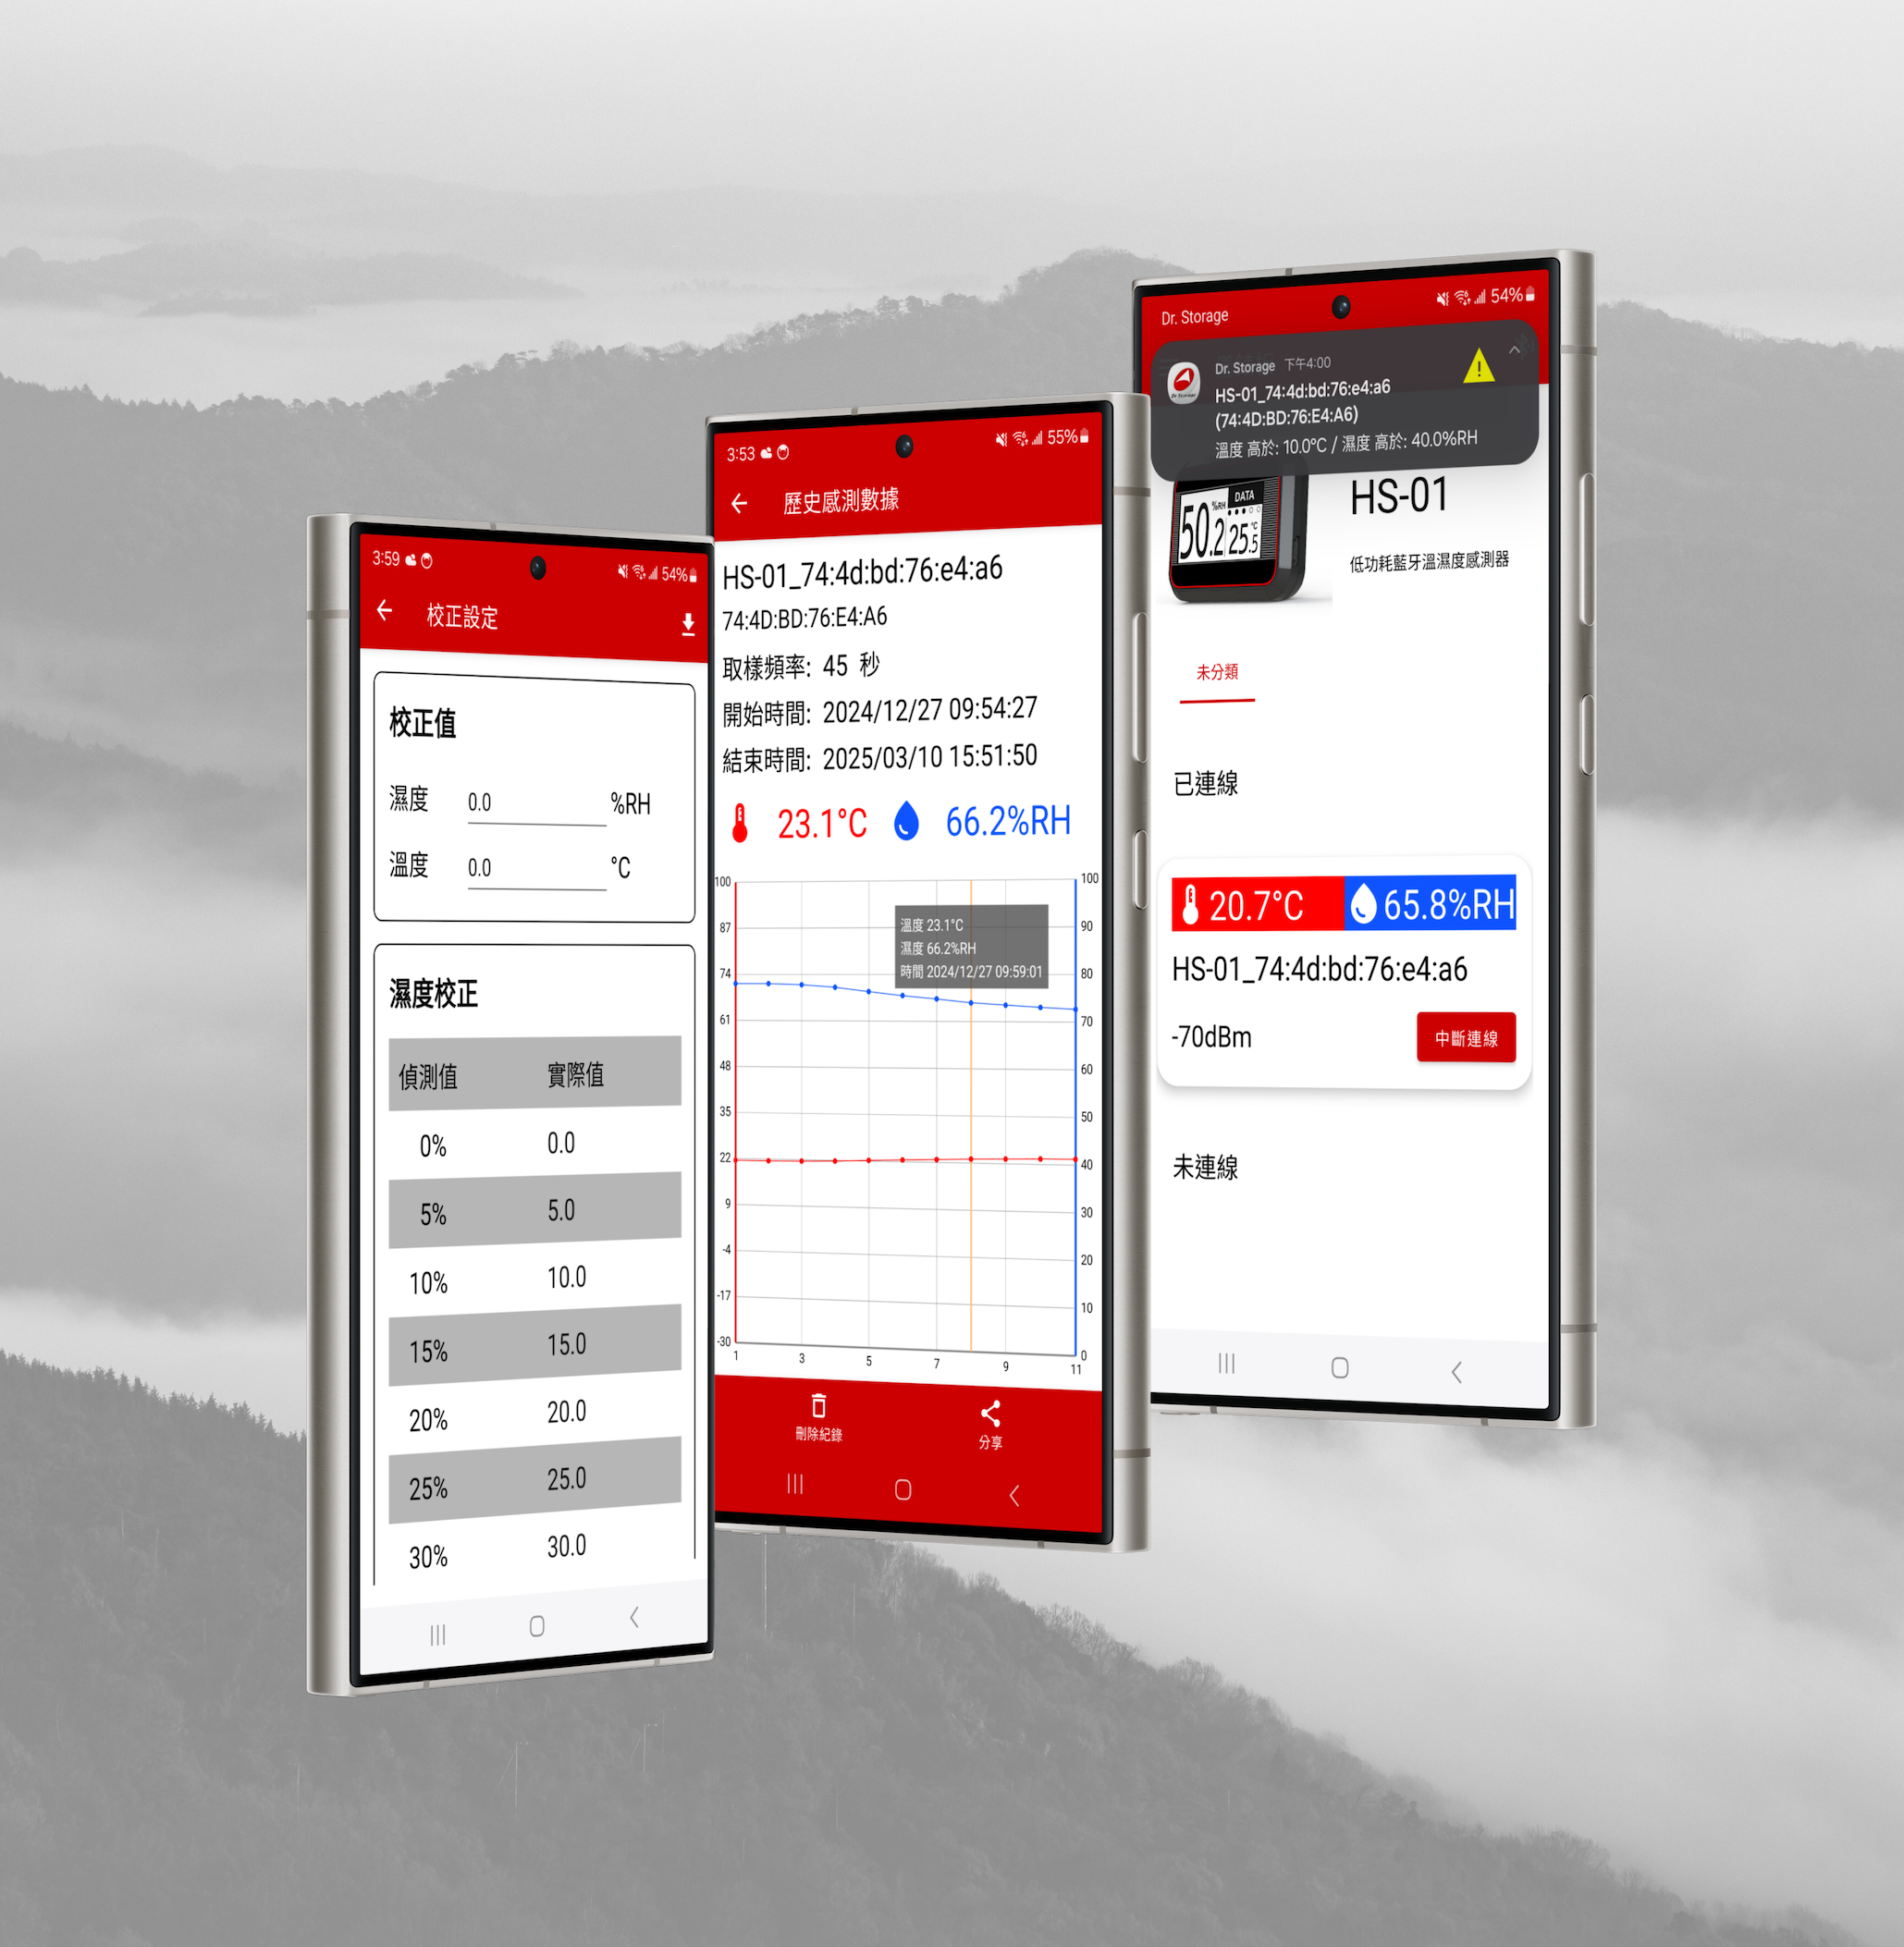 3:59
54%
校正設定
校正值
濕度 0.0 %RH
溫度 0.0 °C
濕度校正
偵測值 實際值
0% 0.0
5% 5.0
10% 10.0
15% 15.0
20% 20.0
25% 25.0
30% 30.0
3:53
55%
歷史感測數據
HS-01_74:4d:bd:76:e4:a6
74:4D:BD:76:E4:A6
取樣頻率: 45 秒
開始時間: 2024/12/27 09:54:27
結束時間: 2025/03/10 15:51:50
23.1°C 66.2%RH
溫度 23.1°C
濕度 66.2%RH
時間 2024/12/27 09:59:01
100
87
74
61
48
35
22
9
-4
-17
-30
100
90
80
70
60
50
40
30
20
10
0
1 3 5 7 9 11
刪除紀錄 分享
Dr. Storage
54%
Dr. Storage
Dr. Storage 下午4:00
HS-01_74:4d:bd:76:e4:a6
(74:4D:BD:76:E4:A6)
溫度 高於: 10.0°C / 濕度 高於: 40.0%RH
DATA
50.2 %RH 25.5 °C
HS-01
低功耗藍牙溫濕度感測器
未分類
已連線
20.7°C 65.8%RH
HS-01_74:4d:bd:76:e4:a6
-70dBm 中斷連線
未連線